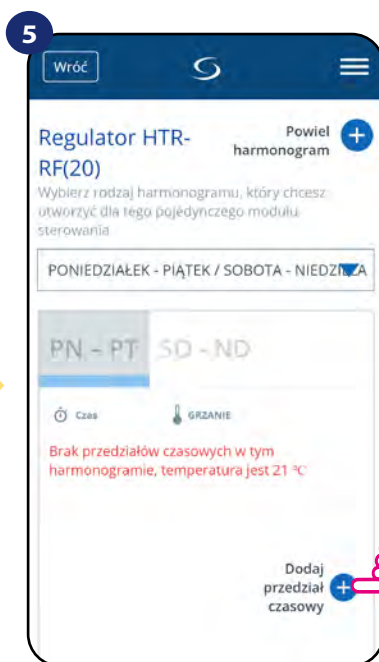 5
Wróć
Regulator HTR-
RF(20)
Powiel
harmonogram
Wybierz rodzaj harmonogramu, który chcesz
utworzyć dla tego pojedynczego modułu
sterowania
PONIEDZIAŁEK - PIĄTEK / SOBOTA - NIEDZIELA
PN - PT
SO - ND
Czas
GRZANIE
Brak przedziałów czasowych w tym
harmonogramie, temperatura jest 21 °C
Dodaj
przedział
czasowy